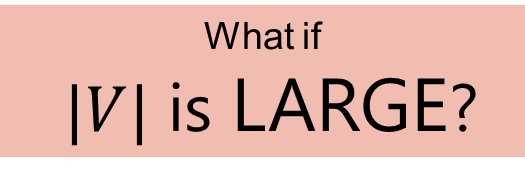 What if
|V| is LARGE?